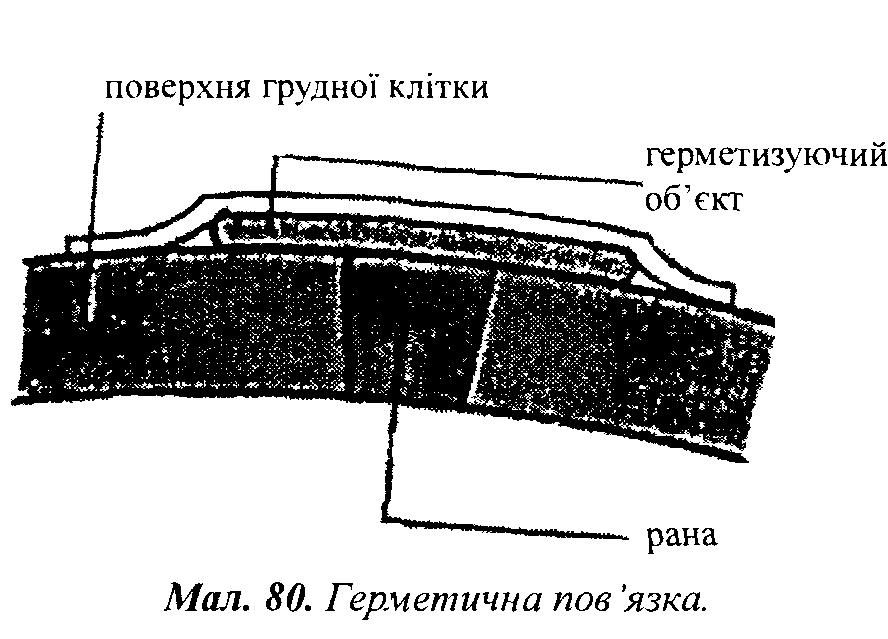 поверхня грудної клітки
герметизуючий
об’єкт
рана
Мал. 80. Герметична пов’язка.